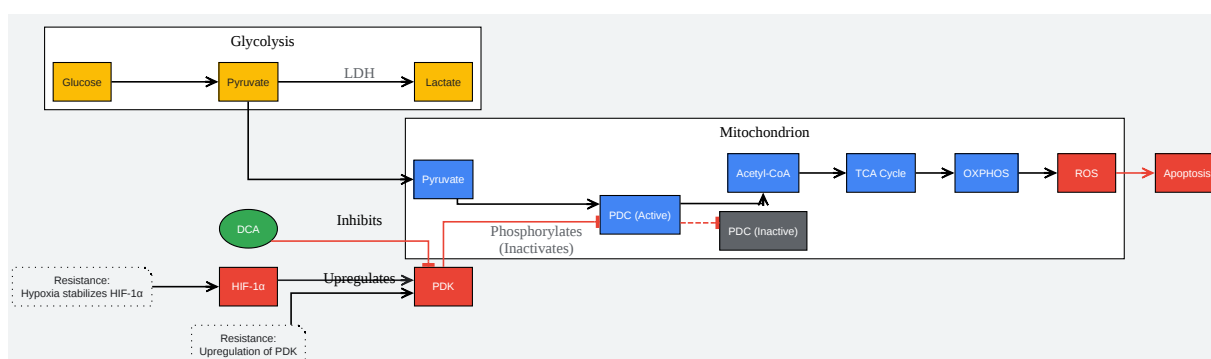 Glycolysis
Glucose
Pyruvate
LDH
Lactate
Mitochondrion
Pyruvate
Acetyl-CoA
TCA Cycle
OXPHOS
ROS
Apoptosis
PDC (Active)
PDC (Inactive)
Phosphorylates
(Inactivates)
DCA
Inhibits
Resistance:
Hypoxia stabilizes HIF-1α
HIF-1α
Upregulates
PDK
Resistance:
Upregulation of PDK